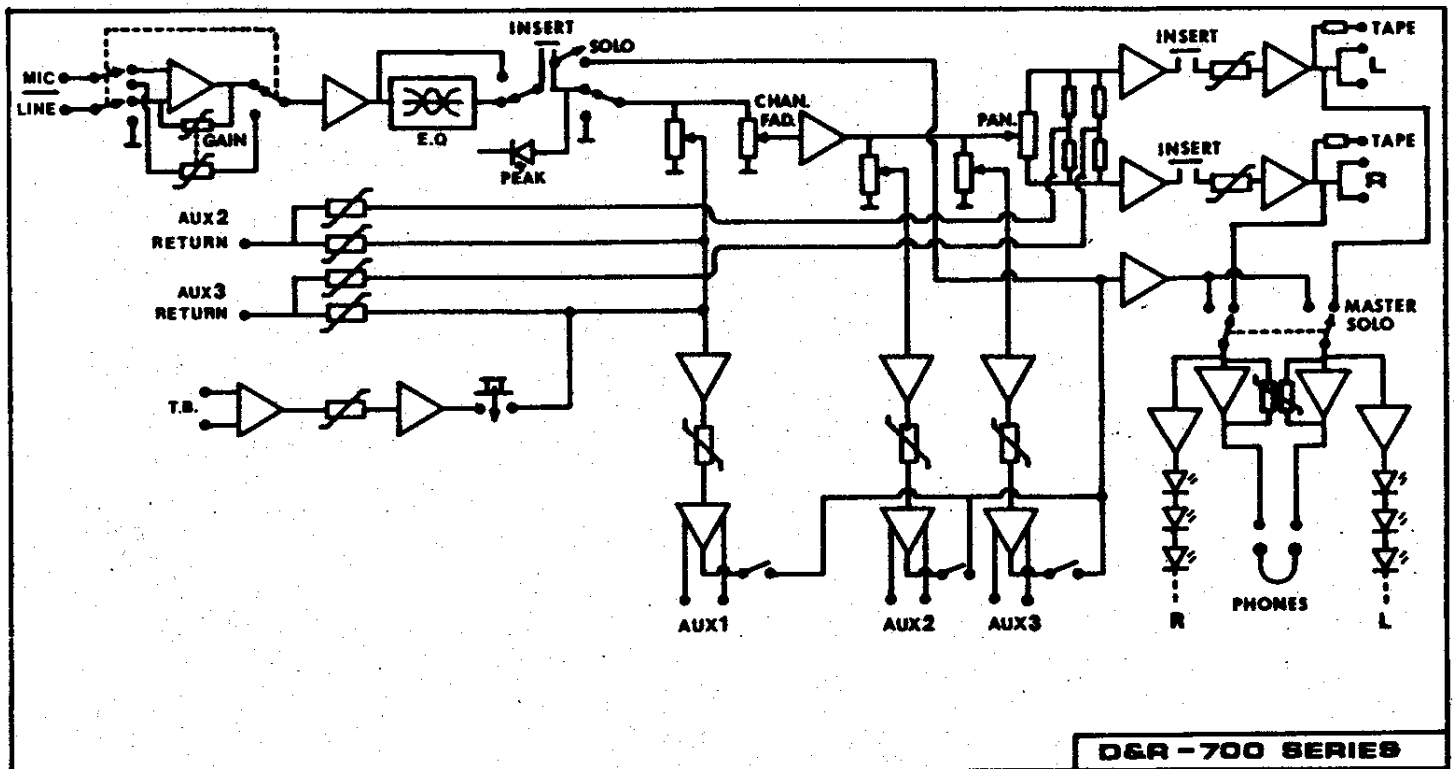 INSERT
SOLO
MIC
LINE
GAIN
E.Q
PEAK
CHAN.
FAD.
PAN.
INSERT
TAPE
L
INSERT
TAPE
R
AUX2
RETURN
AUX3
RETURN
T.B.
MASTER
SOLO
AUX1
AUX2
AUX3
R
PHONES
L
D&R-700 SERIES